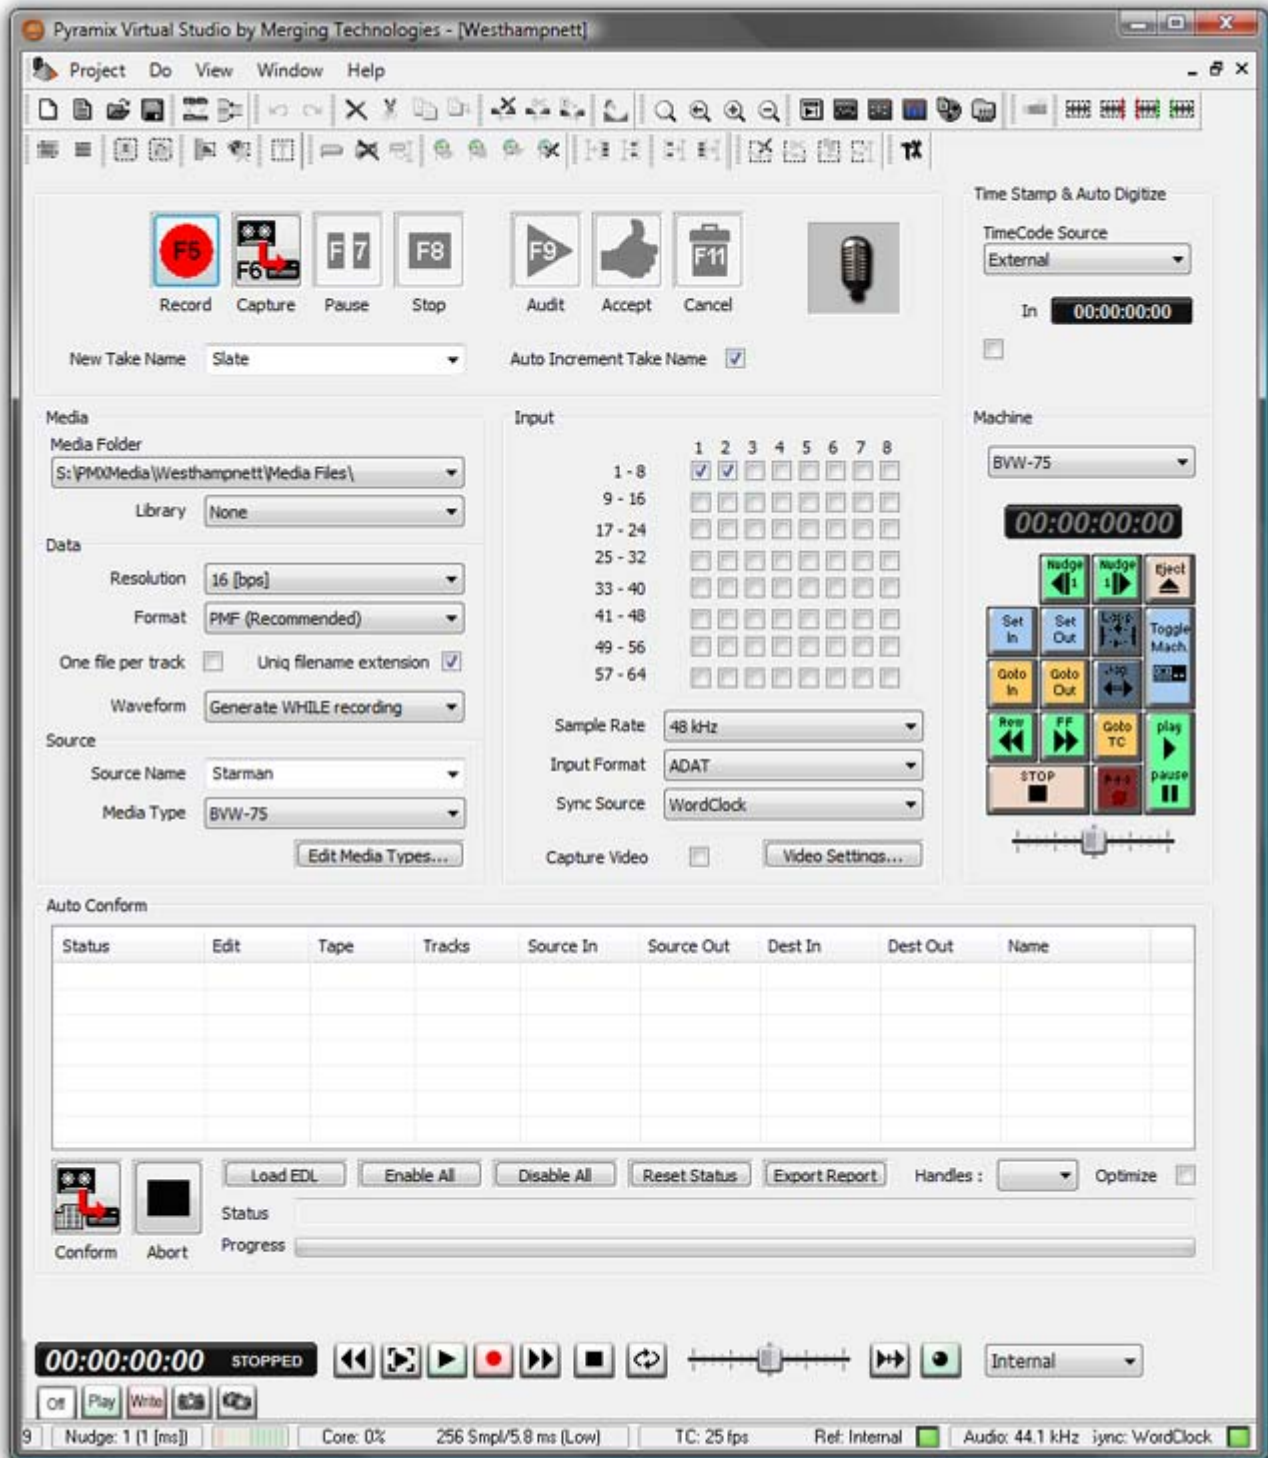 Pyramix Virtual Studio by Merging Technologies - [Westhampnett]
Project Do View Window Help
Time Stamp & Auto Digitize
TimeCode Source
External
In 00:00:00:00
F5 F6 F7 F8 F9 F11
Record Capture Pause Stop Audit Accept Cancel
New Take Name Slate Auto Increment Take Name
Media
Media Folder
S:\PMXMedia\Westhampnett\Media Files\
Library None
Data
Resolution 16 [bps]
Format PMF (Recommended)
One file per track Uniq filename extension
Waveform Generate WHILE recording
Source
Source Name Starman
Media Type BVW-75
Edit Media Types...
Input
1 2 3 4 5 6 7 8
1 - 8
9 - 16
17 - 24
25 - 32
33 - 40
41 - 48
49 - 56
57 - 64
Sample Rate 48 kHz
Input Format ADAT
Sync Source WordClock
Capture Video Video Settings...
Machine
BVW-75
00:00:00:00
Nudge 1 Nudge 1 Eject
Set In Set Out Toggle Mach.
Goto In Goto Out
Rew FF Goto TC play
STOP pause
Auto Conform
Status Edit Tape Tracks Source In Source Out Dest In Dest Out Name
Load EDL Enable All Disable All Reset Status Export Report Handles : Optimize
Status
Progress
Conform Abort
00:00:00:00 STOPPED Internal
Off Play Write
9 Nudge: 1 (1 [ms]) Core: 0% 256 Smpl/5.8 ms (Low) TC: 25 fps Ref: Internal Audio: 44.1 kHz Sync: WordClock